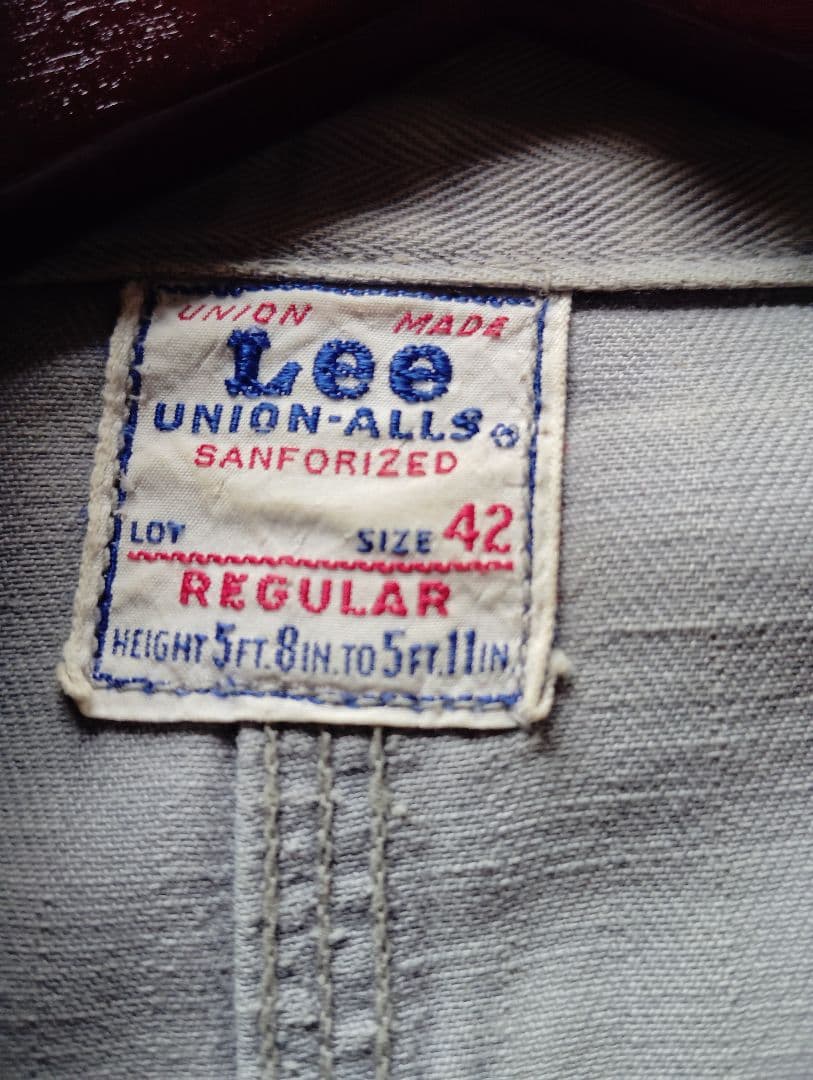 UNION MADE
Lee
UNION-ALLS®
SANFORIZED
LOT SIZE 42
REGULAR
HEIGHT 5FT. 8IN. TO 5FT. 11IN.